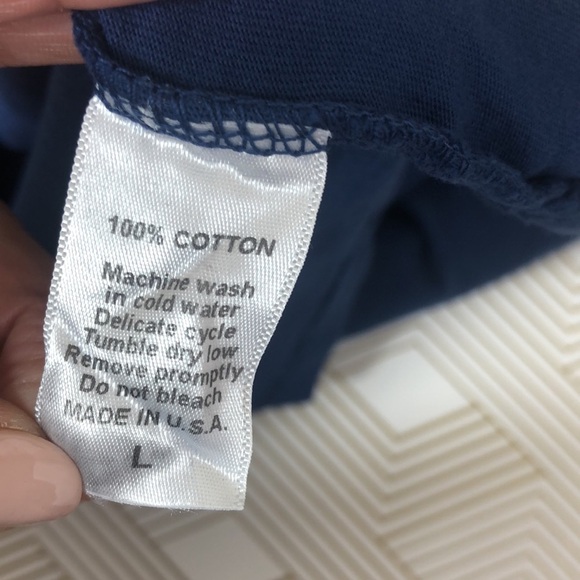 100% COTTON
Machine wash
in cold water
Delicate cycle
Tumble dry low
Remove promptly
Do not bleach
MADE IN U.S.A.
L